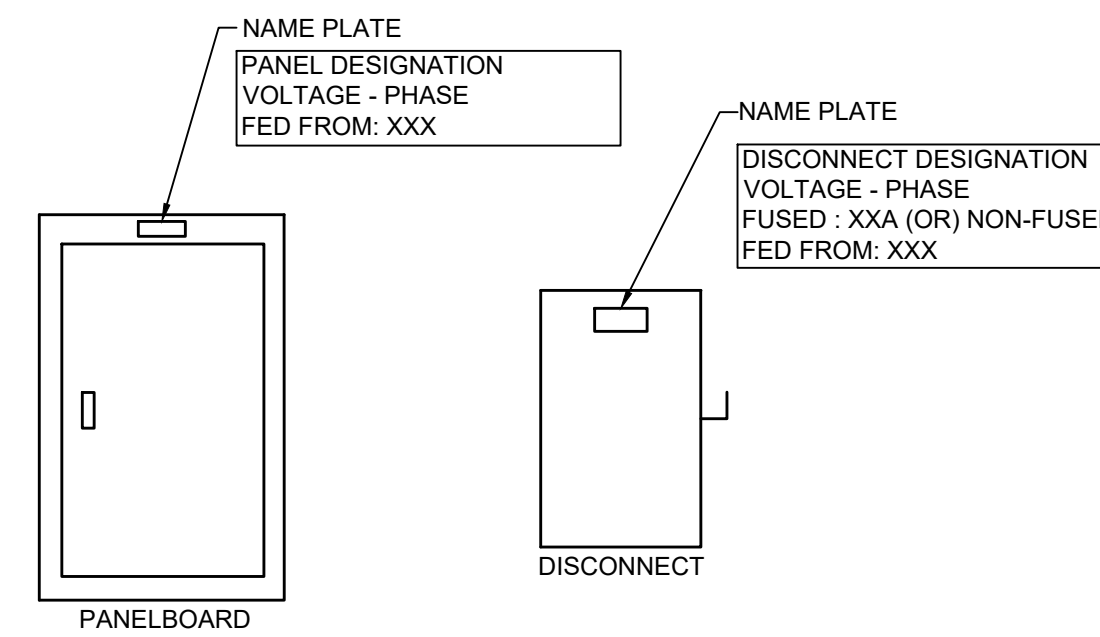 NAME PLATE
PANEL DESIGNATION
VOLTAGE - PHASE
FED FROM: XXX
NAME PLATE
DISCONNECT DESIGNATION
VOLTAGE - PHASE
FUSED : XXA (OR)
FED FROM: XXX
DISCONNECT
PANELBOARD